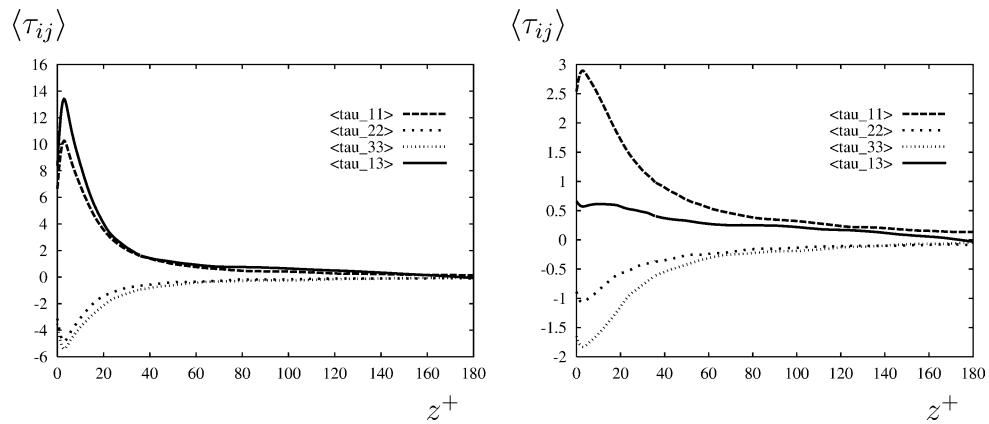 ⟨τij⟩
16
14
12
10
8
6
4
2
0
-2
-4
-6
<tau_11>
<tau_22>
<tau_33>
<tau_13>
0 20 40 60 80 100 120 140 160 180
z+
⟨τij⟩
3
2.5
2
1.5
1
0.5
0
-0.5
-1
-1.5
-2
<tau_11>
<tau_22>
<tau_33>
<tau_13>
0 20 40 60 80 100 120 140 160 180
z+